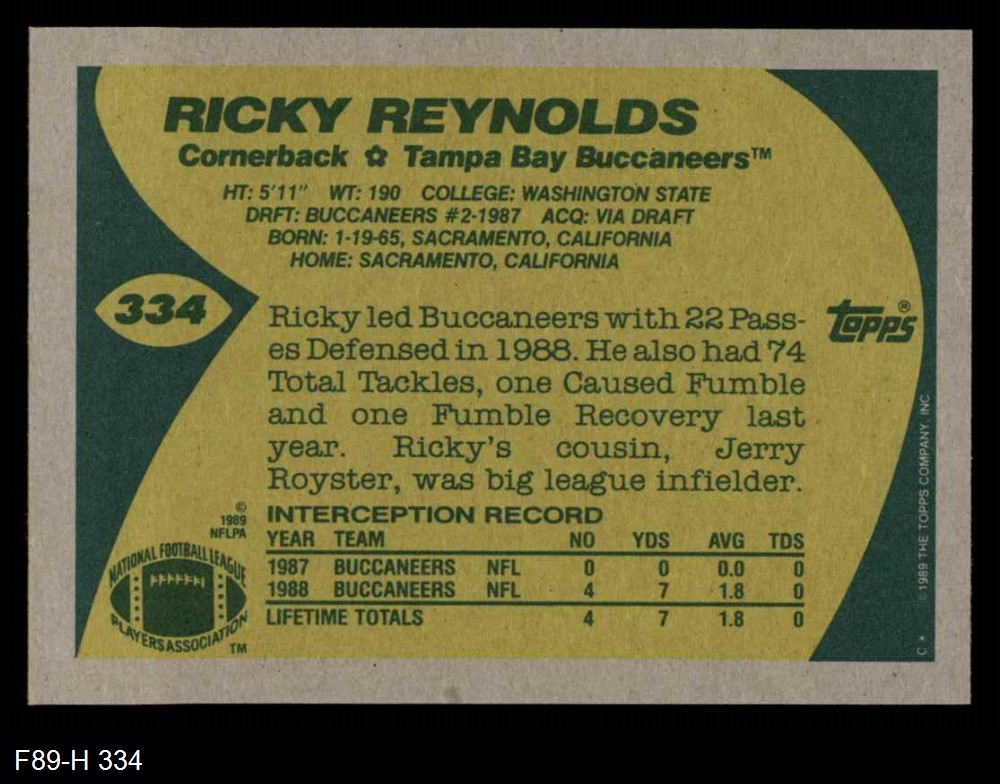 RICKY REYNOLDS
Cornerback ✿ Tampa Bay Buccaneers™
HT: 5'11" WT: 190 COLLEGE: WASHINGTON STATE
DRFT: BUCCANEERS #2-1987 ACQ: VIA DRAFT
BORN: 1-19-65, SACRAMENTO, CALIFORNIA
HOME: SACRAMENTO, CALIFORNIA
334
topps®
Ricky led Buccaneers with 22 Pass-
es Defensed in 1988. He also had 74
Total Tackles, one Caused Fumble
and one Fumble Recovery last
year. Ricky's cousin, Jerry
Royster, was big league infielder.
© 1989 THE TOPPS COMPANY, INC.
C *
©
1989
NFLPA
NATIONAL FOOTBALL LEAGUE
PLAYERS ASSOCIATION
TM
INTERCEPTION RECORD
YEAR TEAM NO YDS AVG TDS
1987 BUCCANEERS NFL 0 0 0.0 0
1988 BUCCANEERS NFL 4 7 1.8 0
LIFETIME TOTALS 4 7 1.8 0
F89-H 334